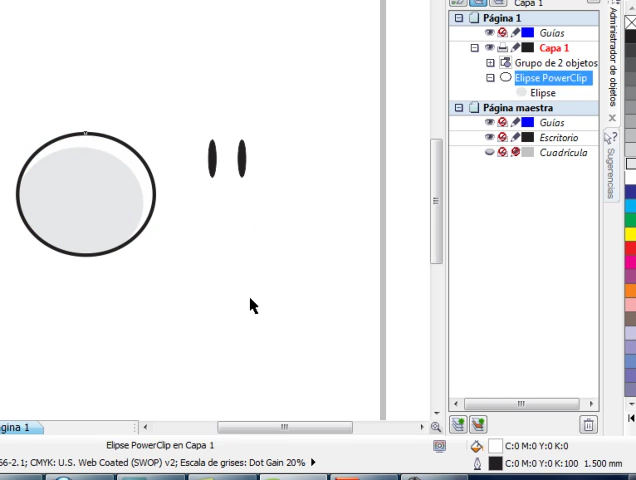 Capa 1
Página 1
Guías
Capa 1
Grupo de 2 objetos
Elipse PowerClip
Elipse
Página maestra
Guías
Escritorio
Cuadrícula
Administrador de objetos
Sugerencias
ágina 1
Elipse PowerClip en Capa 1
C:0 M:0 Y:0 K:0
66-2.1; CMYK: U.S. Web Coated (SWOP) v2; Escala de grises: Dot Gain 20%
C:0 M:0 Y:0 K:100 1.500 mm